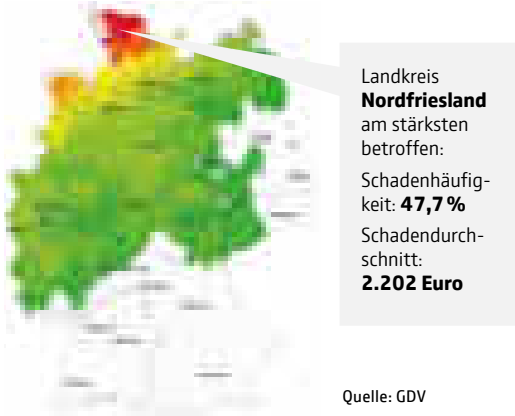 Landkreis
Nordfriesland
am stärksten
betroffen:
Schadenhäufig-
keit: 47,7 %
Schadendurch-
schnitt:
2.202 Euro
Quelle: GDV